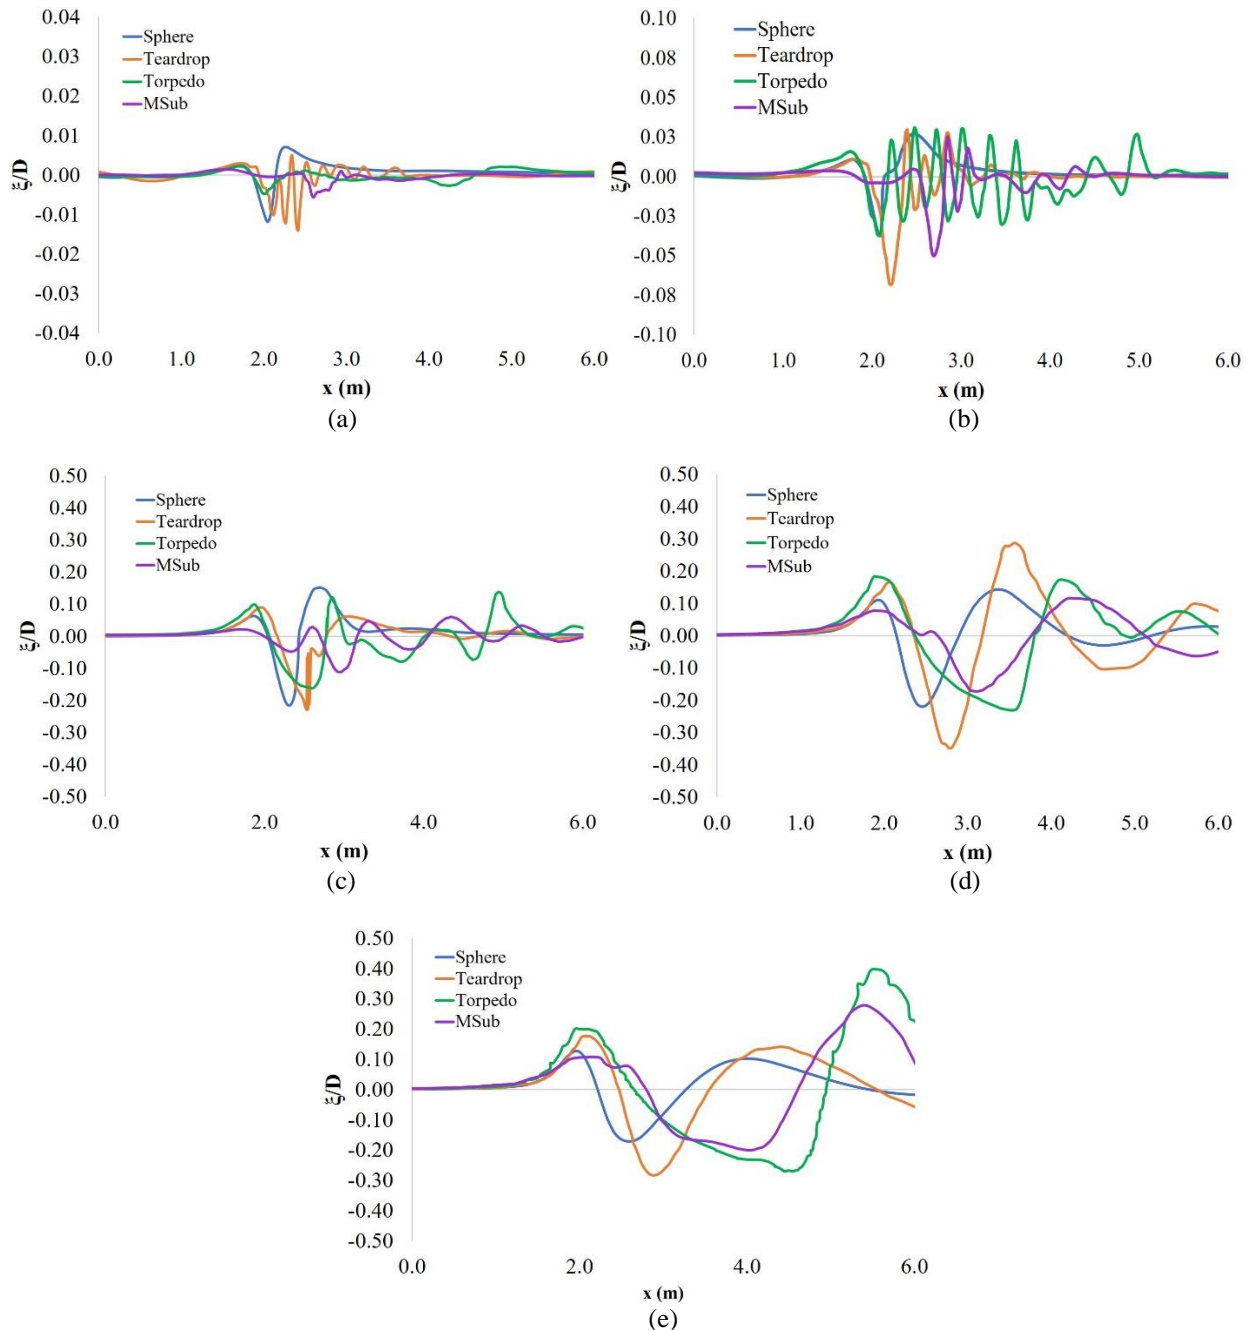 0.04
0.03
0.02
0.01
0.00
-0.01
-0.02
-0.03
-0.04
ξ/D
Sphere
Teardrop
Torpedo
MSub
0.0 1.0 2.0 3.0 4.0 5.0 6.0
x (m)
(a)
0.10
0.08
0.05
0.03
0.00
-0.03
-0.05
-0.08
-0.10
ξ/D
Sphere
Teardrop
Torpedo
MSub
0.0 1.0 2.0 3.0 4.0 5.0 6.0
x (m)
(b)
0.50
0.40
0.30
0.20
0.10
0.00
-0.10
-0.20
-0.30
-0.40
-0.50
ξ/D
Sphere
Teardrop
Torpedo
MSub
0.0 2.0 4.0 6.0
x (m)
(c)
0.50
0.40
0.30
0.20
0.10
0.00
-0.10
-0.20
-0.30
-0.40
-0.50
ξ/D
Sphere
Teardrop
Torpedo
MSub
0.0 1.0 2.0 3.0 4.0 5.0 6.0
x (m)
(d)
0.50
0.40
0.30
0.20
0.10
0.00
-0.10
-0.20
-0.30
-0.40
-0.50
ξ/D
Sphere
Teardrop
Torpedo
MSub
0.0 2.0 4.0 6.0
x (m)
(e)